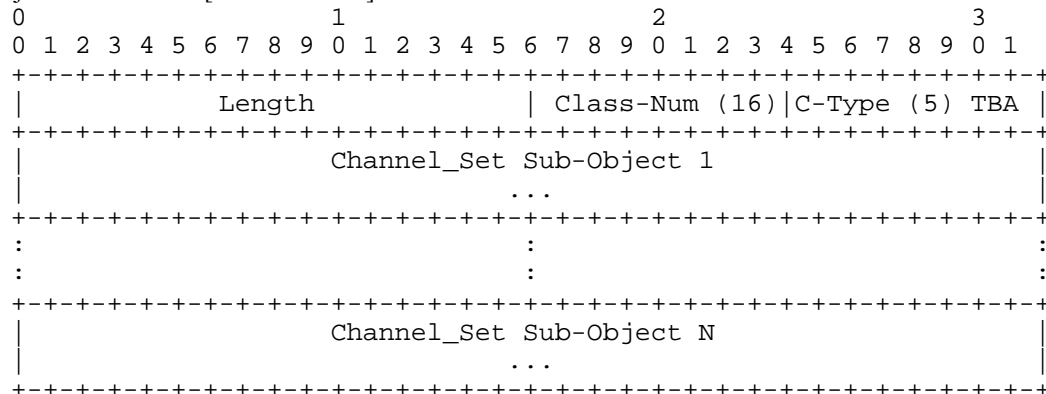 0                   1                   2                   3
0 1 2 3 4 5 6 7 8 9 0 1 2 3 4 5 6 7 8 9 0 1 2 3 4 5 6 7 8 9 0 1
+-+-+-+-+-+-+-+-+-+-+-+-+-+-+-+-+-+-+-+-+-+-+-+-+-+-+-+-+-+-+-+-+
|            Length             | Class-Num (16)|C-Type (5) TBA |
+-+-+-+-+-+-+-+-+-+-+-+-+-+-+-+-+-+-+-+-+-+-+-+-+-+-+-+-+-+-+-+-+
|                   Channel_Set Sub-Object 1                    |
|                              ...                              |
+-+-+-+-+-+-+-+-+-+-+-+-+-+-+-+-+-+-+-+-+-+-+-+-+-+-+-+-+-+-+-+-+
:                               :                               :
:                               :                               :
+-+-+-+-+-+-+-+-+-+-+-+-+-+-+-+-+-+-+-+-+-+-+-+-+-+-+-+-+-+-+-+-+
|                   Channel_Set Sub-Object N                    |
|                              ...                              |
+-+-+-+-+-+-+-+-+-+-+-+-+-+-+-+-+-+-+-+-+-+-+-+-+-+-+-+-+-+-+-+-+